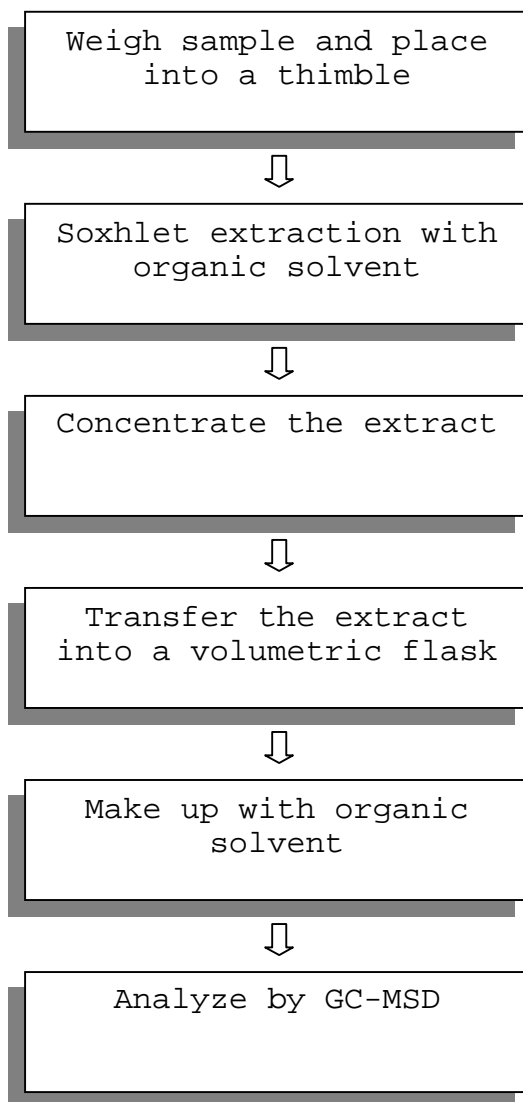 Weigh sample and place
into a thimble
Soxhlet extraction with
organic solvent
Concentrate the extract
Transfer the extract
into a volumetric flask
Make up with organic
solvent
Analyze by GC-MSD